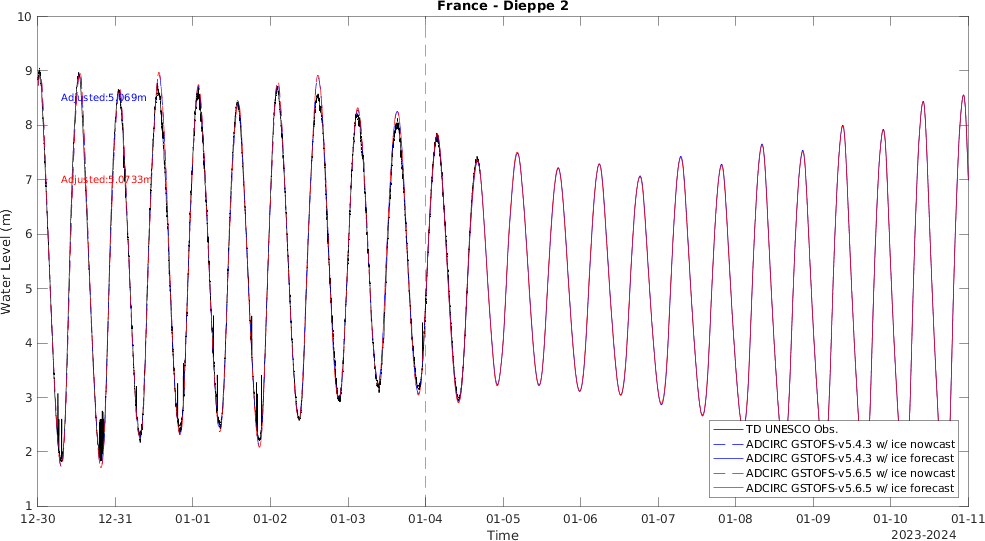 France - Dieppe 2
10
9
8
7
6
5
4
3
2
1
Water Level (m)
Adjusted:5.069m
Adjusted:5.0733m
TD UNESCO Obs.
ADCIRC GSTOFS-v5.4.3 w/ ice nowcast
ADCIRC GSTOFS-v5.4.3 w/ ice forecast
ADCIRC GSTOFS-v5.6.5 w/ ice nowcast
ADCIRC GSTOFS-v5.6.5 w/ ice forecast
12-30 12-31 01-01 01-02 01-03 01-04 01-05 01-06 01-07 01-08 01-09 01-10 01-11
Time
2023-2024